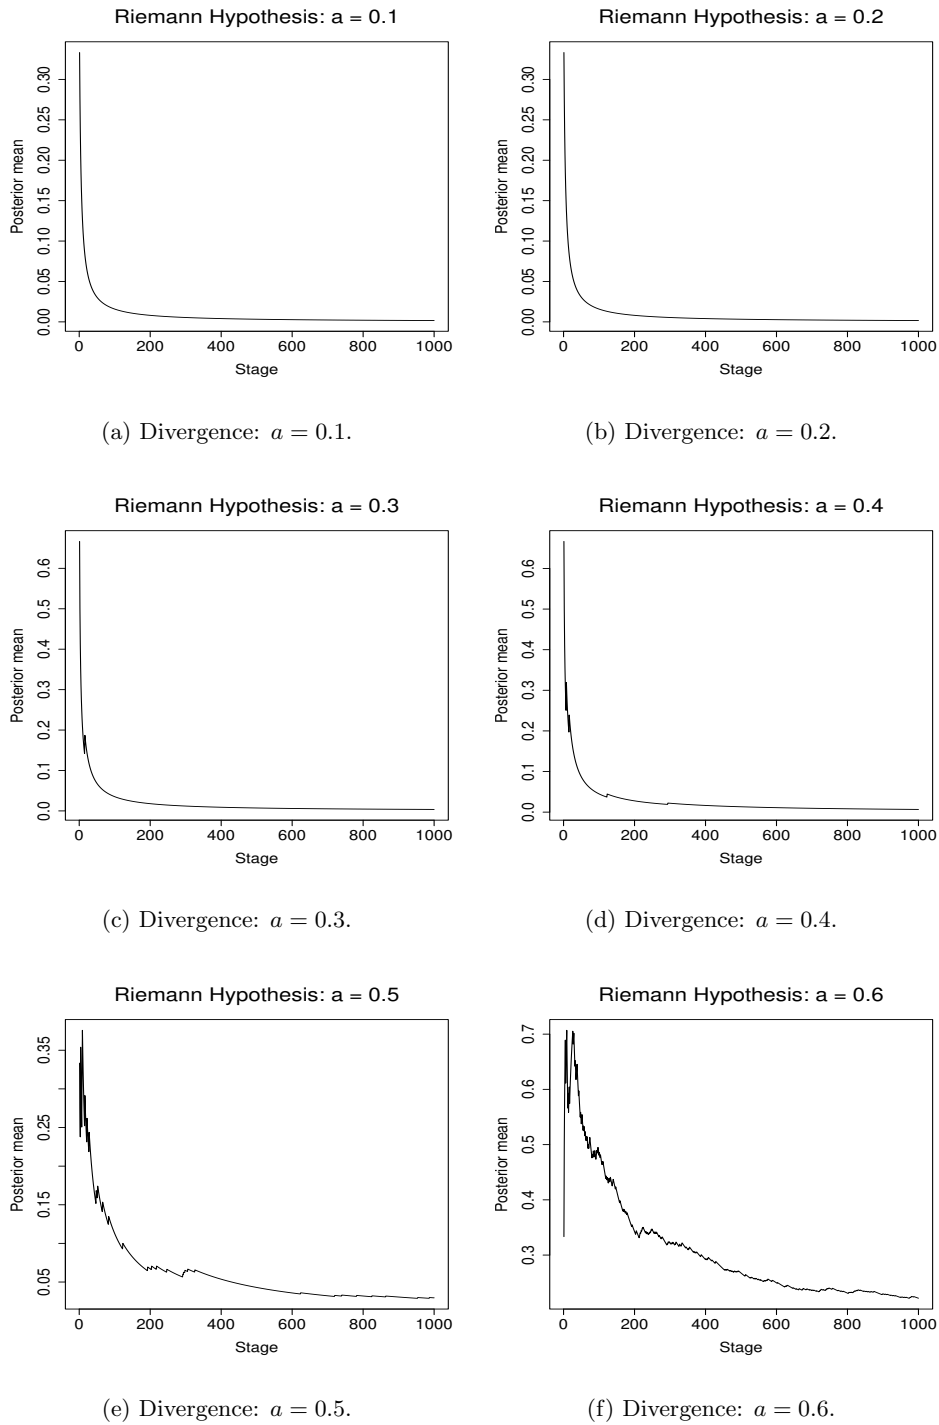 Riemann Hypothesis: a = 0.1
Riemann Hypothesis: a = 0.2
Posterior mean
0.00 0.05 0.10 0.15 0.20 0.25 0.30
0 200 400 600 800 1000
Stage
Posterior mean
0.00 0.05 0.10 0.15 0.20 0.25 0.30
0 200 400 600 800 1000
Stage
(a) Divergence: a = 0.1.
(b) Divergence: a = 0.2.
Riemann Hypothesis: a = 0.3
Riemann Hypothesis: a = 0.4
Posterior mean
0.0 0.1 0.2 0.3 0.4 0.5 0.6
0 200 400 600 800 1000
Stage
Posterior mean
0.0 0.1 0.2 0.3 0.4 0.5 0.6
0 200 400 600 800 1000
Stage
(c) Divergence: a = 0.3.
(d) Divergence: a = 0.4.
Riemann Hypothesis: a = 0.5
Riemann Hypothesis: a = 0.6
Posterior mean
0.05 0.15 0.25 0.35
0 200 400 600 800 1000
Stage
Posterior mean
0.3 0.4 0.5 0.6 0.7
0 200 400 600 800 1000
Stage
(e) Divergence: a = 0.5.
(f) Divergence: a = 0.6.